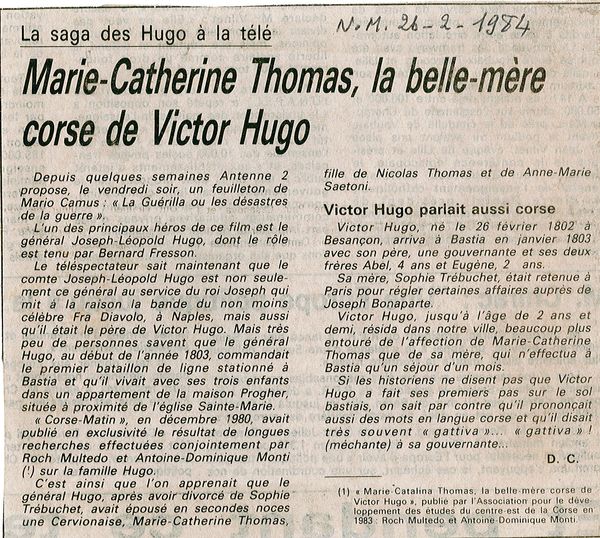 La saga des Hugo à la télé
N.M. 26-2-1984
Marie-Catherine Thomas, la belle-mère
corse de Victor Hugo
Depuis quelques semaines Antenne 2
propose, le vendredi soir, un feuilleton de
Mario Camus : « La Guérilla ou les désastres
de la guerre ».
L'un des principaux héros de ce film est le
général Joseph-Léopold Hugo, dont le rôle
est tenu par Bernard Fresson.
Le téléspectateur sait maintenant que le
comte Joseph-Léopold Hugo est non seule-
ment ce général au service du roi Joseph qui
mit à la raison la bande du non moins
célèbre Fra Diavolo, à Naples, mais aussi
qu'il était le père de Victor Hugo. Mais très
peu de personnes savent que le général
Hugo, au début de l'année 1803, commandait
le premier bataillon de ligne stationné à
Bastia et qu'il vivait avec ses trois enfants
dans un appartement de la maison Progher,
située à proximité de l'église Sainte-Marie.
« Corse-Matin », en décembre 1980, avait
publié en exclusivité le résultat de longues
recherches effectuées conjointement par
Roch Multedo et Antoine-Dominique Monti
(¹) sur la famille Hugo.
C'est ainsi que l'on apprenait que le
général Hugo, après avoir divorcé de Sophie
Trébuchet, avait épousé en secondes noces
une Cervionaise, Marie-Catherine Thomas,
fille de Nicolas Thomas et de Anne-Marie
Saetoni.
Victor Hugo parlait aussi corse
Victor Hugo, né le 26 février 1802 à
Besançon, arriva à Bastia en janvier 1803
avec son père, une gouvernante et ses deux
frères Abel, 4 ans et Eugène, 2 ans.
Sa mère, Sophie Trébuchet, était retenue à
Paris pour régler certaines affaires auprès de
Joseph Bonaparte.
Victor Hugo, jusqu'à l'âge de 2 ans et
demi, résida dans notre ville, beaucoup plus
entouré de l'affection de Marie-Catherine
Thomas que de sa mère, qui n'effectua à
Bastia qu'un séjour d'un mois.
Si les historiens ne disent pas que Victor
Hugo a fait ses premiers pas sur le sol
bastiais, on sait par contre qu'il prononçait
aussi des mots en langue corse et qu'il disait
très souvent « gattiva »... « gattiva » !
(méchante) à sa gouvernante...
D. C.
(1) « Marie-Catalina Thomas, la belle-mère corse de
Victor Hugo », publié par l'Association pour le déve-
loppement des études du centre-est de la Corse en
1983 : Roch Multedo et Antoine-Dominique Monti.